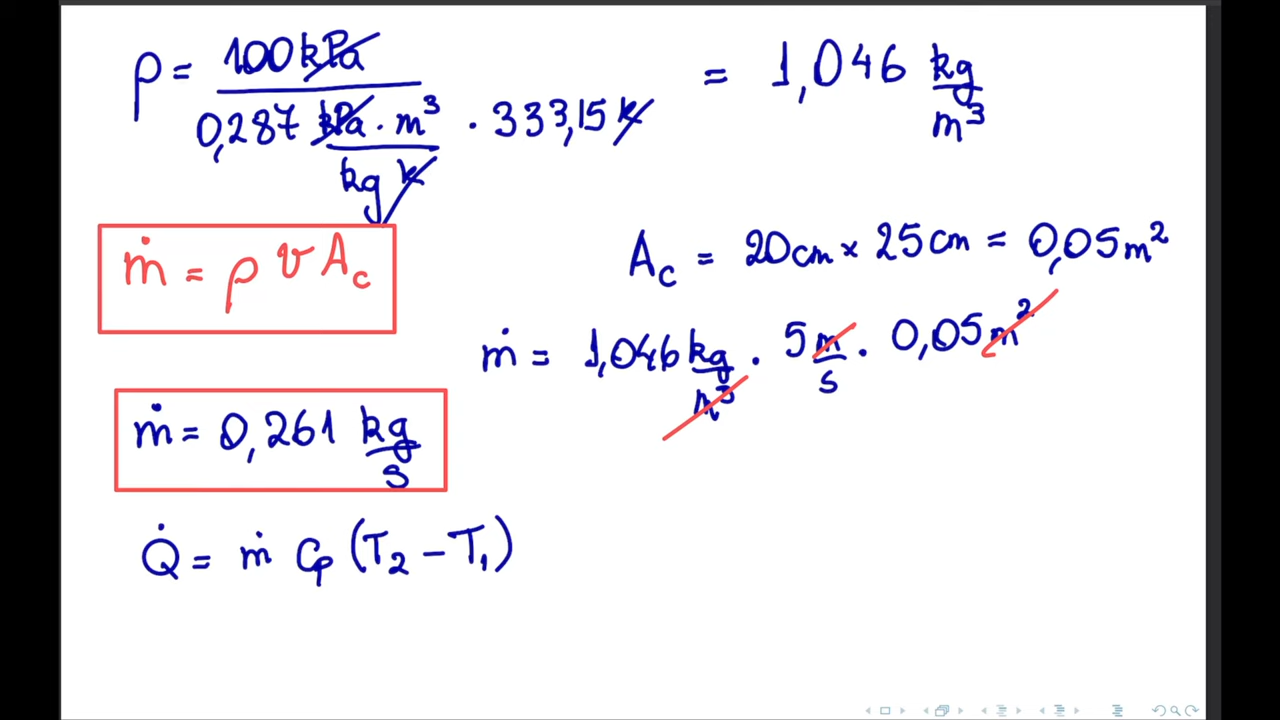 ρ = 100 kPa / (0,287 kPa · m³ / kg K · 333,15 K) = 1,046 kg/m³
ṁ = ρ v A_c
A_c = 20cm × 25cm = 0,05m²
ṁ = 1,046 kg/m³ · 5 m/s · 0,05 m²
ṁ = 0,261 kg/s
Q̇ = ṁ Cp (T₂ − T₁)